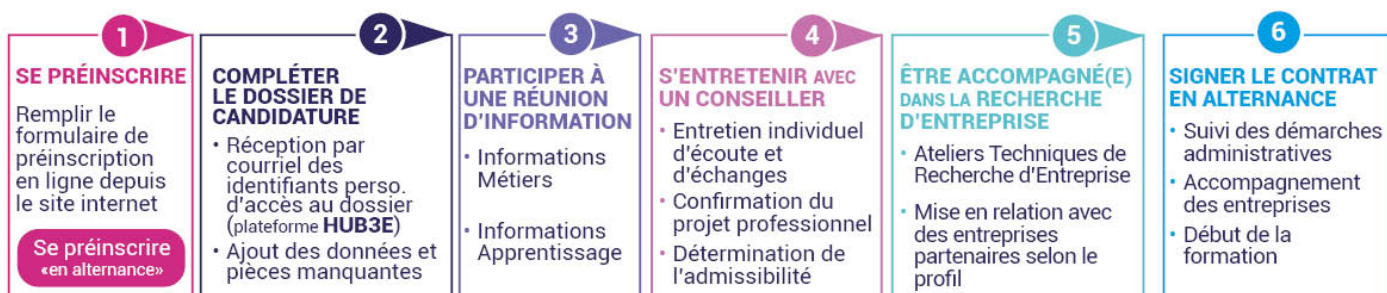 1
SE PRÉINSCRIRE
Remplir le
formulaire de
préinscription
en ligne depuis
le site internet
Se préinscrire
«en alternance»
2
COMPLÉTER
LE DOSSIER DE
CANDIDATURE
• Réception par
courriel des
identifiants perso.
d'accès au dossier
(plateforme HUB3E)
• Ajout des données et
pièces manquantes
3
PARTICIPER À
UNE RÉUNION
D'INFORMATION
• Informations
Métiers
• Informations
Apprentissage
4
S'ENTRETENIR AVEC
UN CONSEILLER
• Entretien individuel
d'écoute et
d'échanges
• Confirmation du
projet professionnel
• Détermination de
l'admissibilité
5
ÊTRE ACCOMPAGNÉ(E)
DANS LA RECHERCHE
D'ENTREPRISE
• Ateliers Techniques de
Recherche d'Entreprise
• Mise en relation avec
des entreprises
partenaires selon le
profil
6
SIGNER LE CONTRAT
EN ALTERNANCE
• Suivi des démarches
administratives
• Accompagnement
des entreprises
• Début de la
formation